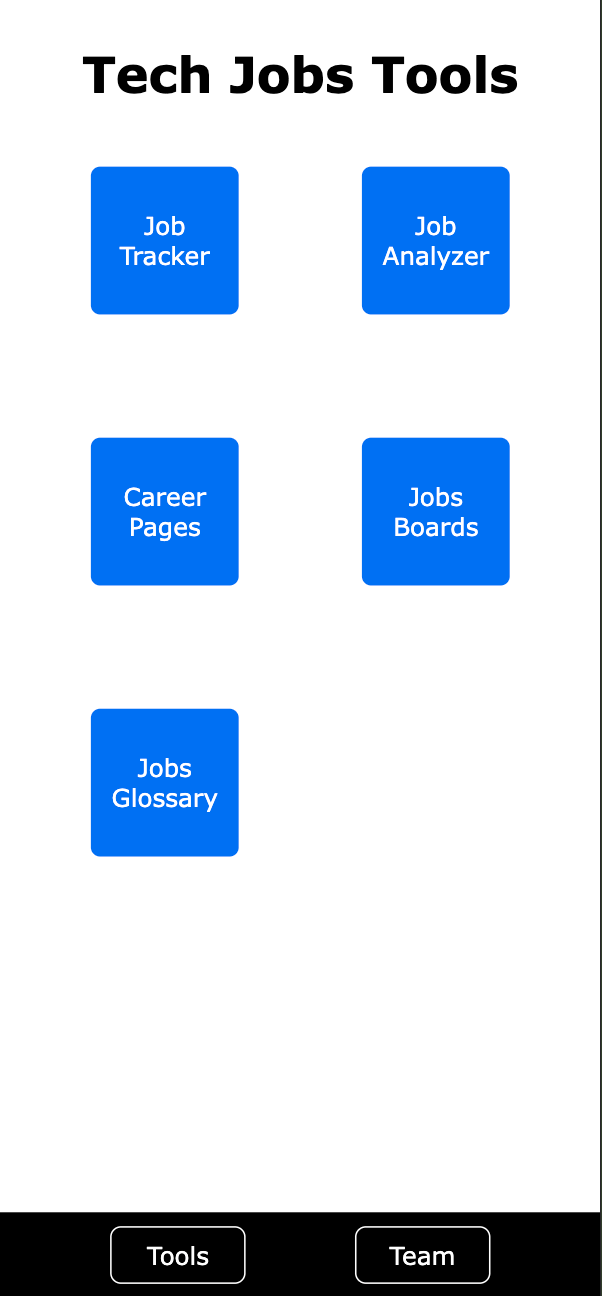 Tech Jobs Tools
Job
Tracker
Job
Analyzer
Career
Pages
Jobs
Boards
Jobs
Glossary
Tools
Team